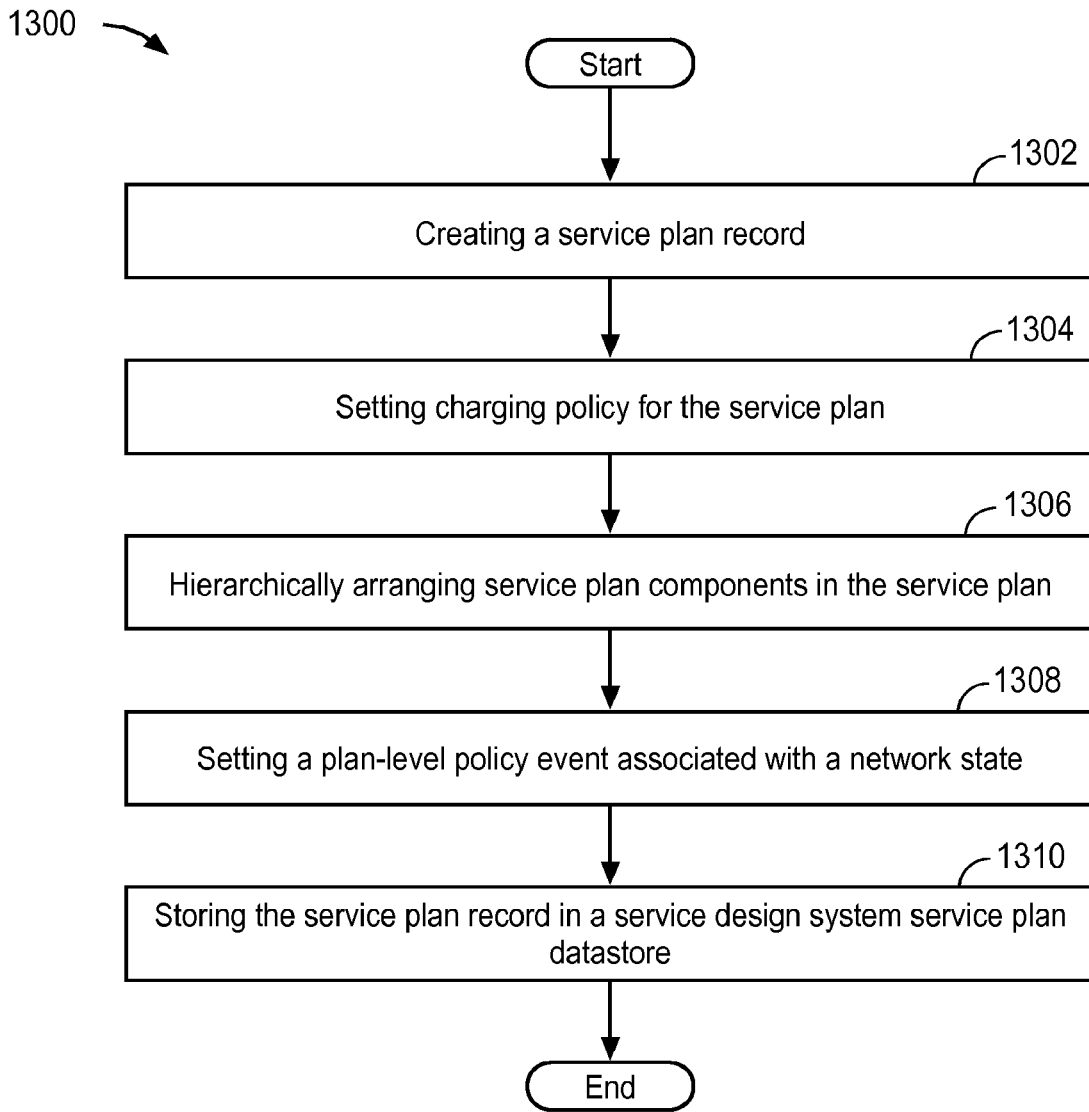 1300
Start
1302
Creating a service plan record
1304
Setting charging policy for the service plan
1306
Hierarchically arranging service plan components in the service plan
1308
Setting a plan-level policy event associated with a network state
1310
Storing the service plan record in a service design system service plan
datastore
End